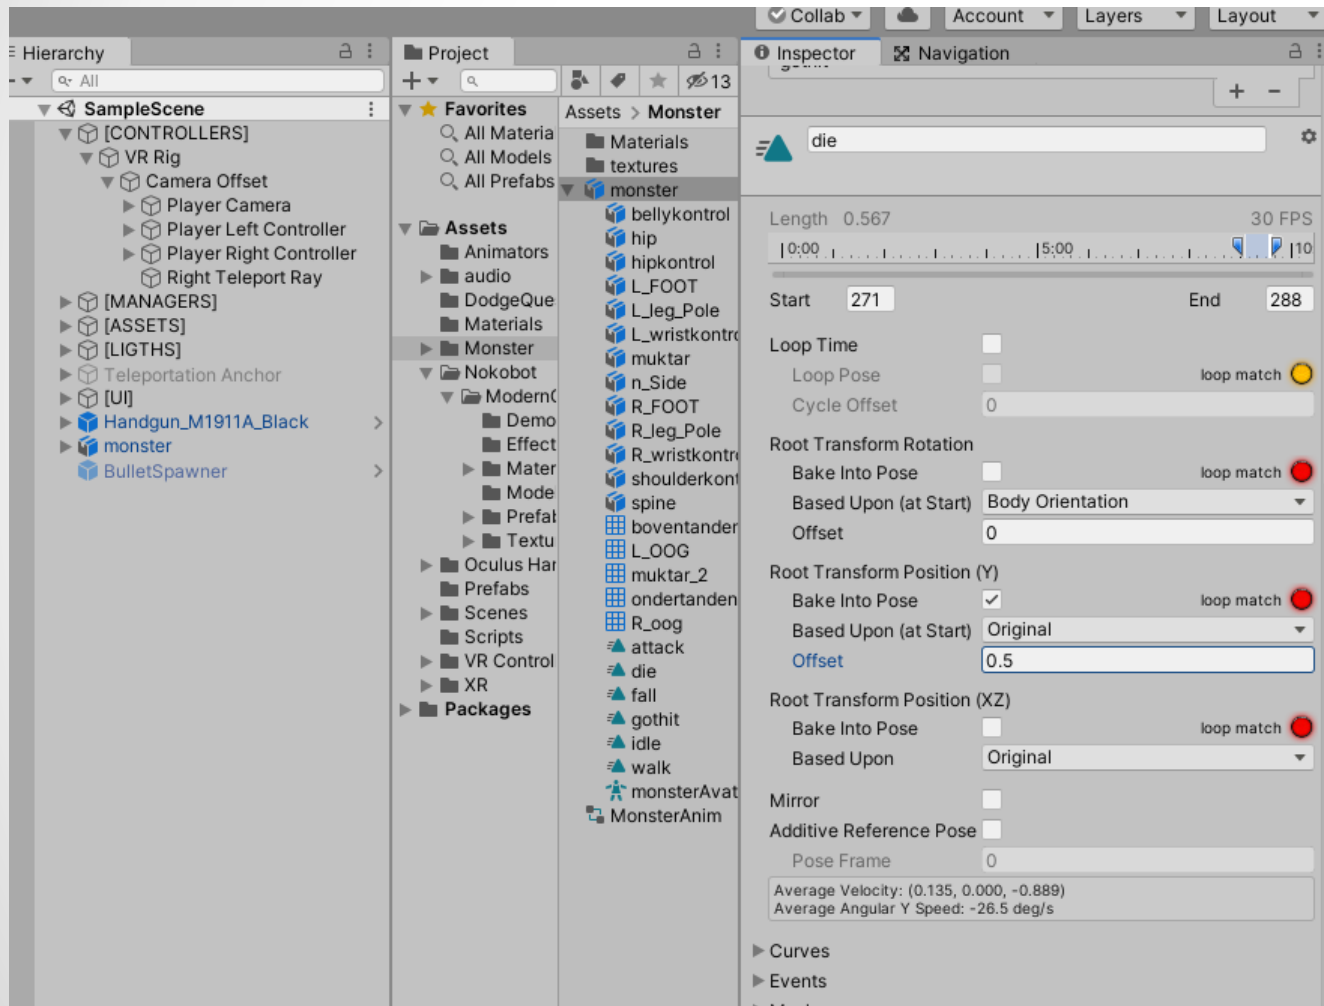 Collab
Account
Layers
Layout
Hierarchy
All
SampleScene
[CONTROLLERS]
VR Rig
Camera Offset
Player Camera
Player Left Controller
Player Right Controller
Right Teleport Ray
[MANAGERS]
[ASSETS]
[LIGTHS]
Teleportation Anchor
[UI]
Handgun_M1911A_Black
monster
BulletSpawner
Project
13
Favorites
All Materia
All Models
All Prefabs
Assets
Animators
audio
DodgeQue
Materials
Monster
Nokobot
Modern(
Demo
Effect
Mater
Mode
Prefab
Textu
Oculus Har
Prefabs
Scenes
Scripts
VR Control
XR
Packages
Assets > Monster
Materials
textures
monster
bellykontrol
hip
hipkontrol
L_FOOT
L_leg_Pole
L_wristkontro
muktar
n_Side
R_FOOT
R_leg_Pole
R_wristkontro
shoulderkont
spine
boventander
L_OOG
muktar_2
ondertanden
R_oog
attack
die
fall
gothit
idle
walk
monsterAvat
MonsterAnim
Inspector
Navigation
+ -
die
Length 0.567 30 FPS
0:00 5:00 10
Start 271 End 288
Loop Time
Loop Pose loop match
Cycle Offset 0
Root Transform Rotation
Bake Into Pose loop match
Based Upon (at Start) Body Orientation
Offset 0
Root Transform Position (Y)
Bake Into Pose loop match
Based Upon (at Start) Original
Offset 0.5
Root Transform Position (XZ)
Bake Into Pose loop match
Based Upon Original
Mirror
Additive Reference Pose
Pose Frame 0
Average Velocity: (0.135, 0.000, -0.889)
Average Angular Y Speed: -26.5 deg/s
Curves
Events